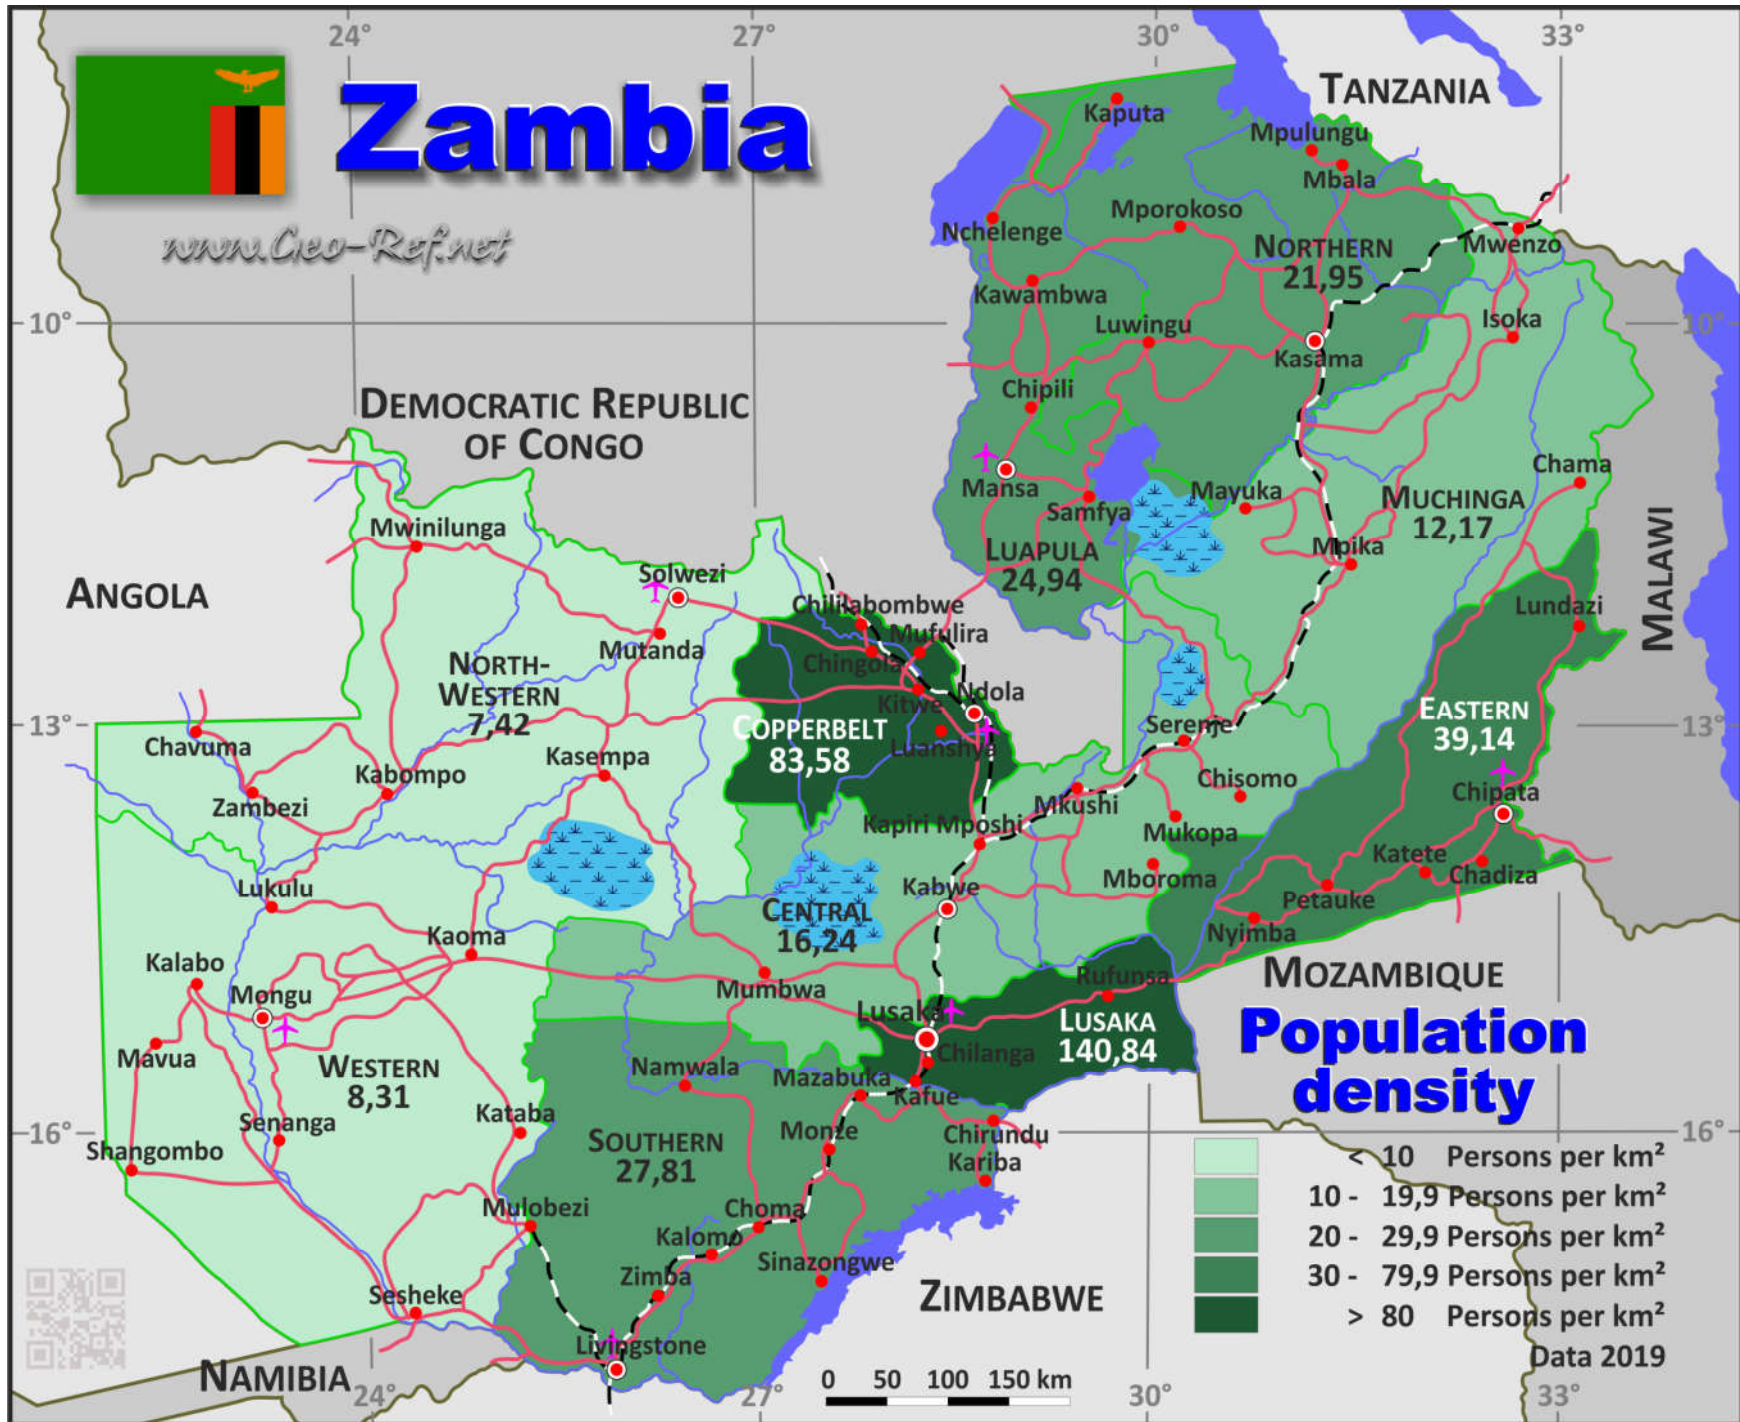 24°
27°
30°
33°
Zambia
www.Geo-Ref.net
TANZANIA
Kaputa
Mpulungu
Mbala
Mporokoso
Nchelenge
NORTHERN
21,95
Mwenzo
Kawambwa
Luwingu
Isoka
10°
10°
Kasama
DEMOCRATIC REPUBLIC
OF CONGO
Chipili
Chama
Mansa
Samfya
Mayuka
MUCHINGA
12,17
Mwinilunga
LUAPULA
24,94
Mpika
ANGOLA
Solwezi
MALAWI
Chililabombwe
Mufulira
Lundazi
Mutanda
Chingola
NORTH-
WESTERN
7,42
Ndola
Kitwe
EASTERN
39,14
13°
13°
Chavuma
COPPERBELT
83,58
Luanshya
Serenje
Kasempa
Kabompo
Chisomo
Chipata
Zambezi
Mkushi
Kapiri Mposhi
Mukopa
Katete
Chadiza
Lukulu
Kabwe
Mboroma
Petauke
CENTRAL
16,24
Nyimba
Kaoma
Kalabo
Mongu
Mumbwa
Rufunsa
MOZAMBIQUE
Lusaka
LUSAKA
140,84
Population
density
Mavua
WESTERN
8,31
Namwala
Chilanga
Mazabuka
Kafue
Kataba
Senanga
16°
16°
Shangombo
SOUTHERN
27,81
Monze
Chirundu
Kariba
Mulobezi
Choma
Kalomo
Sinazongwe
Zimba
Sesheke
ZIMBABWE
Livingstone
NAMIBIA
< 10 Persons per km²
10 - 19,9 Persons per km²
20 - 29,9 Persons per km²
30 - 79,9 Persons per km²
> 80 Persons per km²
Data 2019
0 50 100 150 km
24°
27°
30°
33°